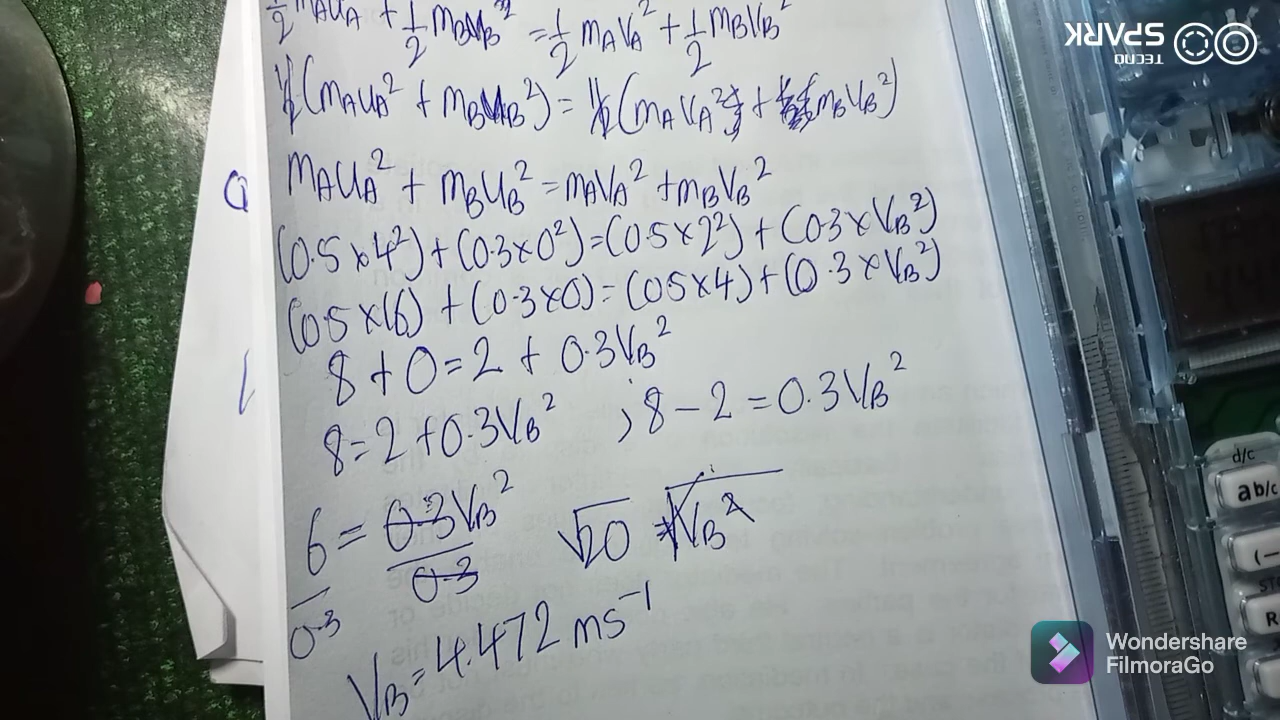 ½mAUA² + ½mBUB² = ½mAVA² + ½mBVB²
½(mAUA² + mBUB²) = ½(mAVA² + mBVB²)
mAUA² + mBUB² = mAVA² + mBVB²
(0.5 × 4²) + (0.3 × 0²) = (0.5 × 2²) + (0.3 × VB²)
(0.5 × 16) + (0.3 × 0) = (05 × 4) + (0.3 × VB²)
8 + 0 = 2 + 0.3VB²
8 = 2 + 0.3VB² ; 8 - 2 = 0.3VB²
6/0.3 = 0.3VB²/0.3 √20 = √VB²
VB = 4.472 ms⁻¹
TECNO
SPARK
d/c
ab/c
(-
R
Wondershare
FilmoraGo